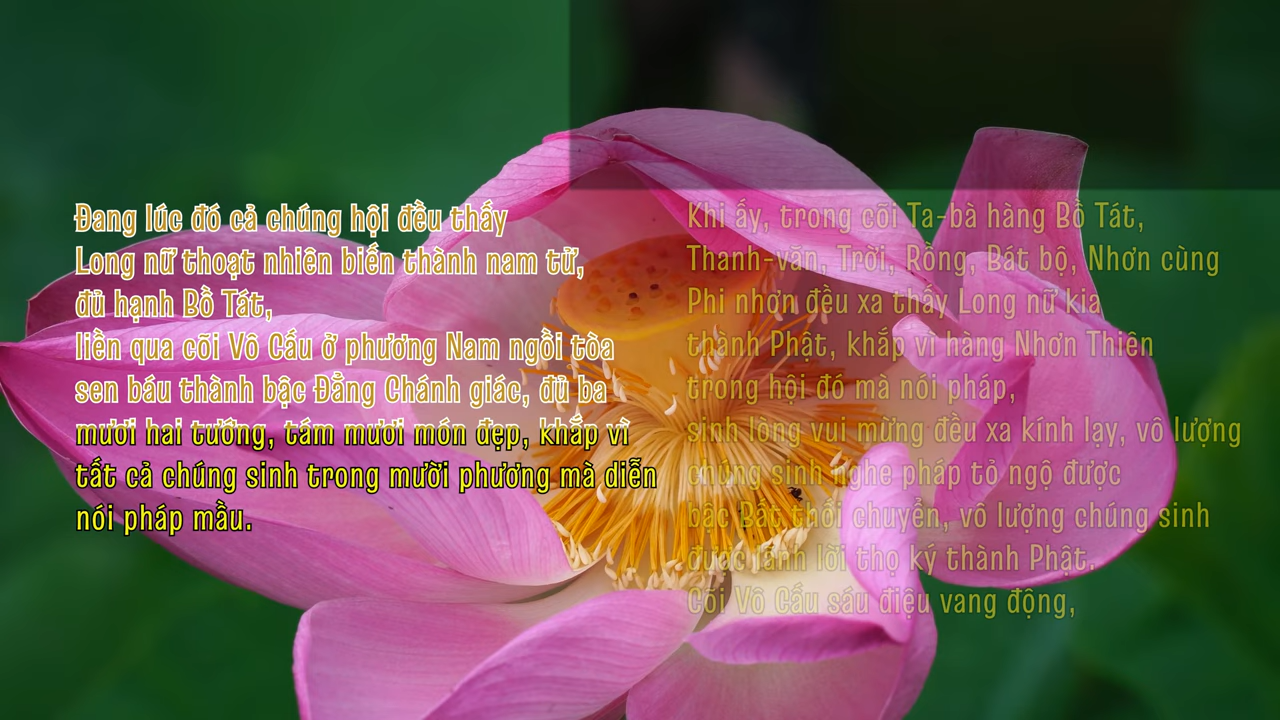 Đang lúc đó cả chúng hội đều thấy
Long nữ thoạt nhiên biến thành nam tử,
đủ hạnh Bồ Tát,
liền qua cõi Vô Cấu ở phương Nam ngồi tòa
sen báu thành bậc Đẳng Chánh giác, đủ ba
mươi hai tướng, tám mươi món đẹp, khắp vì
tất cả chúng sinh trong mười phương mà diễn
nói pháp mầu.
Khi ấy, trong cõi Ta-bà hàng Bồ Tát,
Thanh-văn, Trời, Rồng, Bát bộ, Nhơn cùng
Phi nhơn đều xa thấy Long nữ kia
thành Phật, khắp vì hàng Nhơn Thiên
trong hội đó mà nói pháp,
sinh lòng vui mừng đều xa kính lạy, vô lượng
chúng sinh nghe pháp tỏ ngộ được
bậc Bất thối chuyển, vô lượng chúng sinh
được lãnh lời thọ ký thành Phật.
Cõi Vô Cấu sáu điệu vang động,